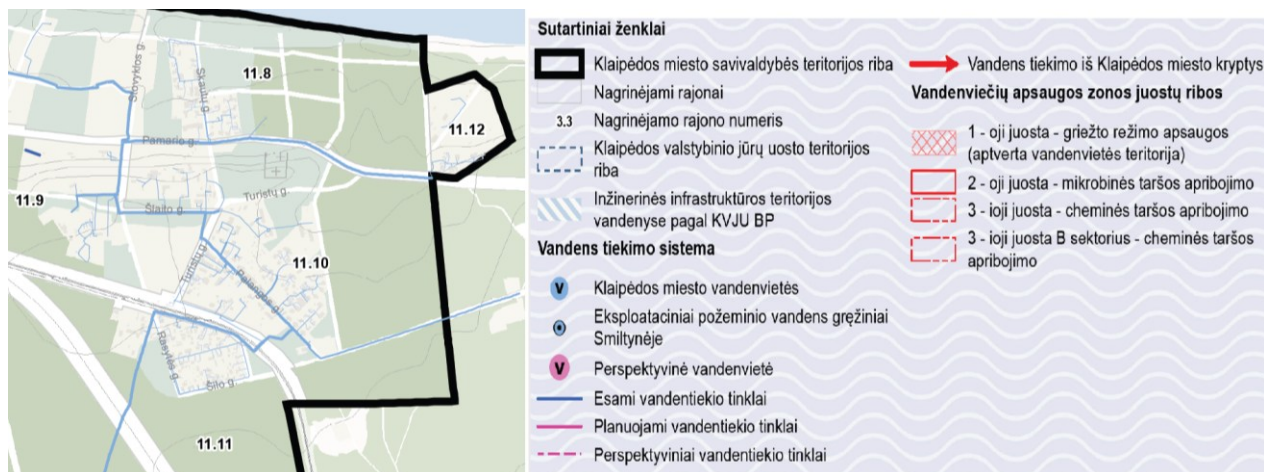 Stovyklos g.
Skautų g.
11.8
11.12
Pamario g.
11.9
Turistų g.
Šlaito g.
11.10
Turistų g.
Palangos g.
Rasytės g.
Šilo g.
11.11
Sutartiniai ženklai
Klaipėdos miesto savivaldybės teritorijos riba
Nagrinėjami rajonai
3.3 Nagrinėjamo rajono numeris
Klaipėdos valstybinio jūrų uosto teritorijos
riba
Inžinerinės infrastruktūros teritorijos
vandenyse pagal KVJU BP
Vandens tiekimo sistema
V Klaipėdos miesto vandenvietės
Eksploataciniai požeminio vandens gręžiniai
Smiltynėje
V Perspektyvinė vandenvietė
Esami vandentiekio tinklai
Planuojami vandentiekio tinklai
Perspektyviniai vandentiekio tinklai
Vandens tiekimo iš Klaipėdos miesto kryptys
Vandenviečių apsaugos zonos juostų ribos
1 - oji juosta - griežto režimo apsaugos
(aptverta vandenvietės teritorija)
2 - oji juosta - mikrobinės taršos apribojimo
3 - ioji juosta - cheminės taršos apribojimo
3 - ioji juosta B sektorius - cheminės taršos
apribojimo